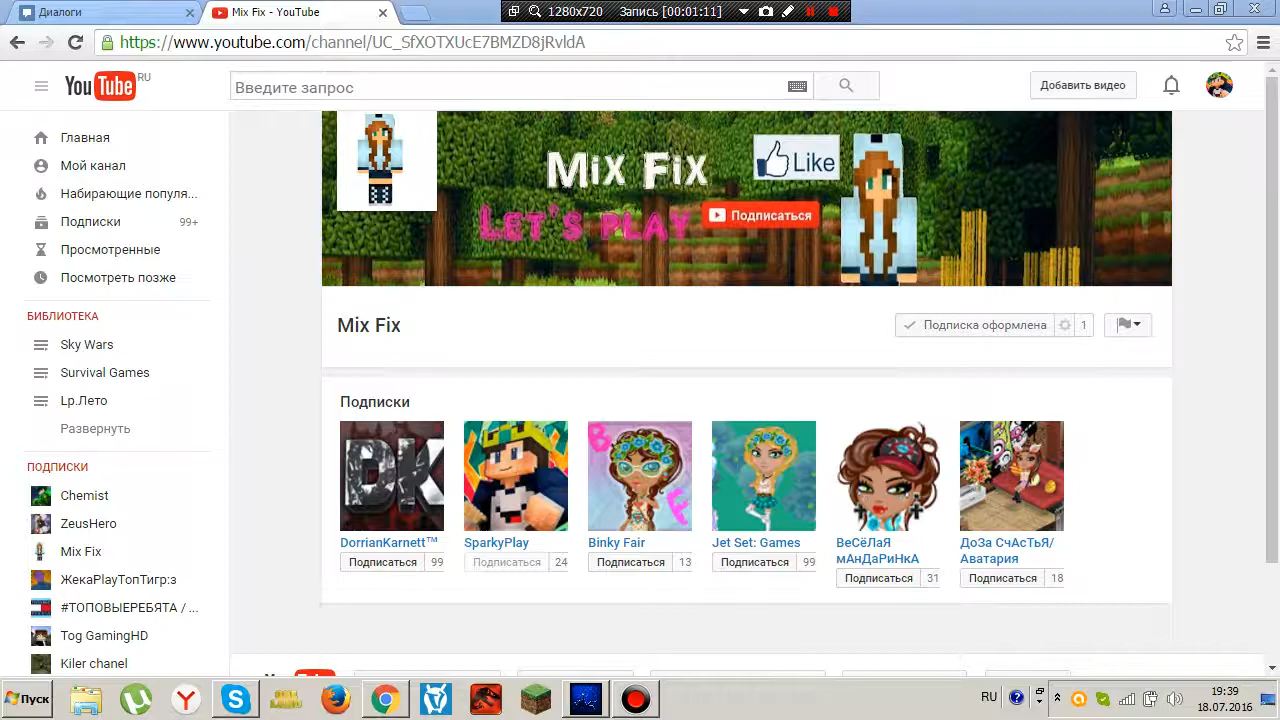 Диалоги
Mix Fix - YouTube
1280x720
Запись [00:01:11]
https://www.youtube.com/channel/UC_SfXOTXUcE7BMZD8jRvldA
YouTube RU
Введите запрос
Добавить видео
Главная
Мой канал
Набирающие популя...
Подписки 99+
Просмотренные
Посмотреть позже
БИБЛИОТЕКА
Sky Wars
Survival Games
Lp.Лето
Развернуть
ПОДПИСКИ
Chemist
ZeusHero
Mix Fix
ЖекаPlayТопТигр:з
#ТОПОВЫЕРЕБЯТА / ...
Tog GamingHD
Kiler chanel
Mix Fix
Like
Let's play
Подписаться
Mix Fix
Подписка оформлена 1
Подписки
DK
B
F
DorrianKarnett™
Подписаться 99
SparkyPlay
Подписаться 24
Binky Fair
Подписаться 13
Jet Set: Games
Подписаться 99
ВеСёЛаЯ
мАнДаРиНкА
Подписаться 31
ДоЗа СчАсТьЯ/
Аватария
Подписаться 18
Пуск
RU
19:39
18.07.2016